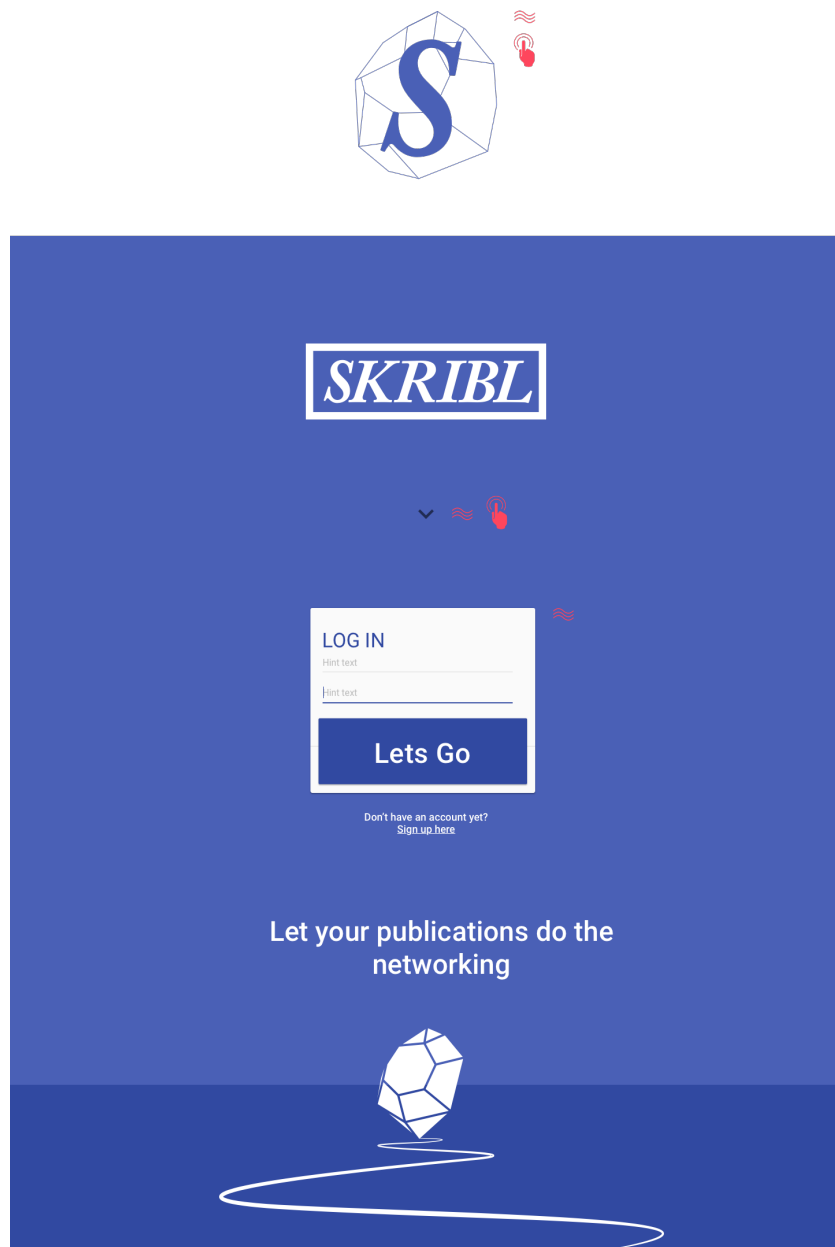 S
SKRIBL
LOG IN
Hint text
Hint text
Lets Go
Don't have an account yet?
Sign up here
Let your publications do the
networking